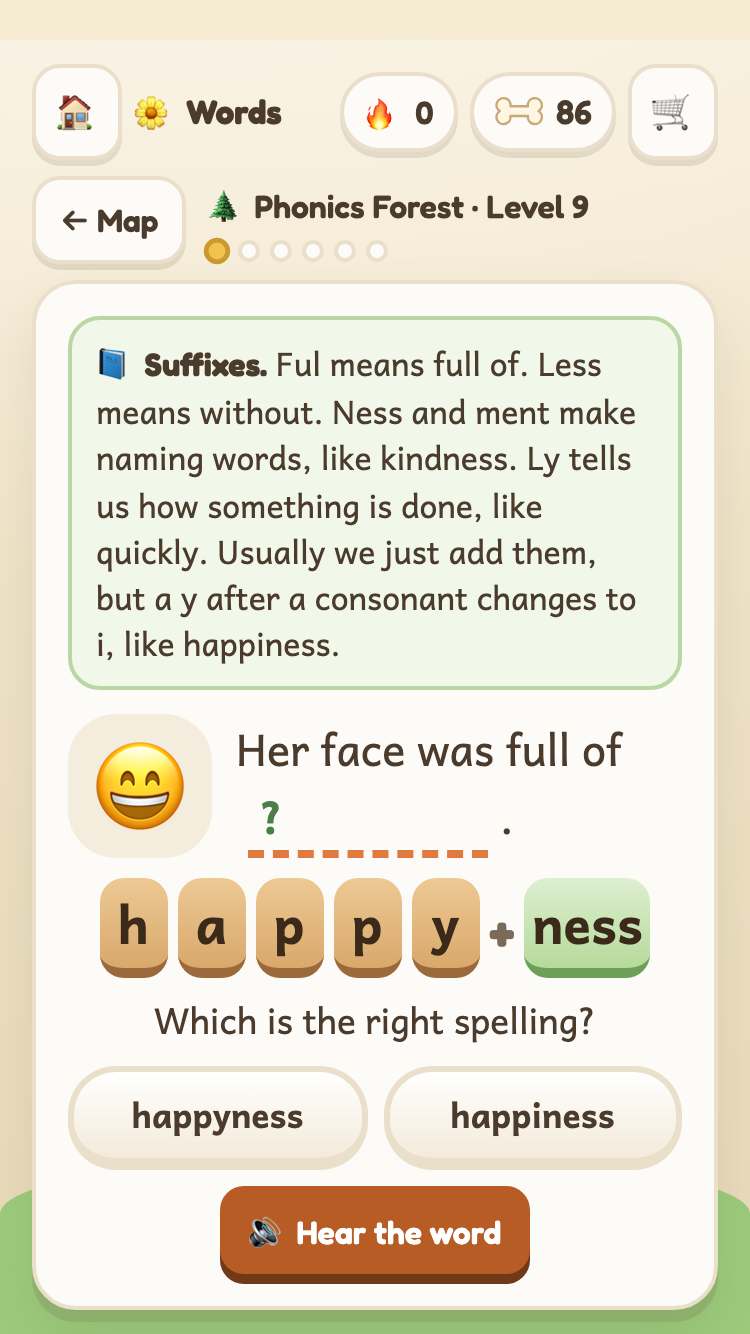 Words
0
86
← Map
Phonics Forest · Level 9
Suffixes. Ful means full of. Less
means without. Ness and ment make
naming words, like kindness. Ly tells
us how something is done, like
quickly. Usually we just add them,
but a y after a consonant changes to
i, like happiness.
Her face was full of
? .
h a p p y + ness
Which is the right spelling?
happyness
happiness
Hear the word